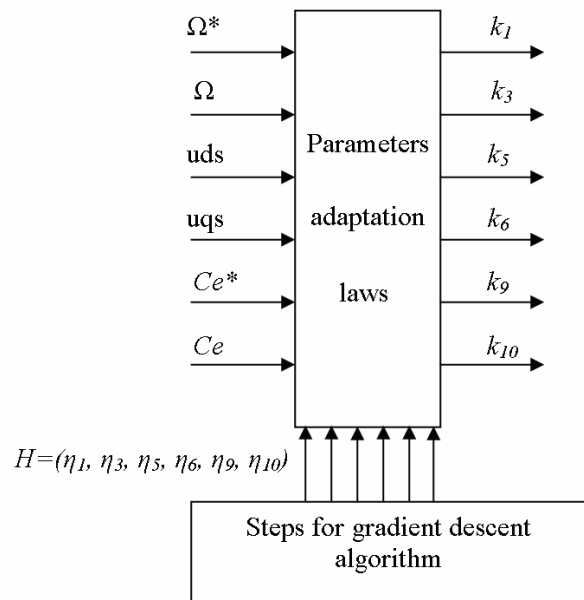 Ω*
Ω
uds
uqs
Ce*
Ce
Parameters
adaptation
laws
k₁
k₃
k₅
k₆
k₉
k₁₀
H=(η₁, η₃, η₅, η₆, η₉, η₁₀)
Steps for gradient descent
algorithm